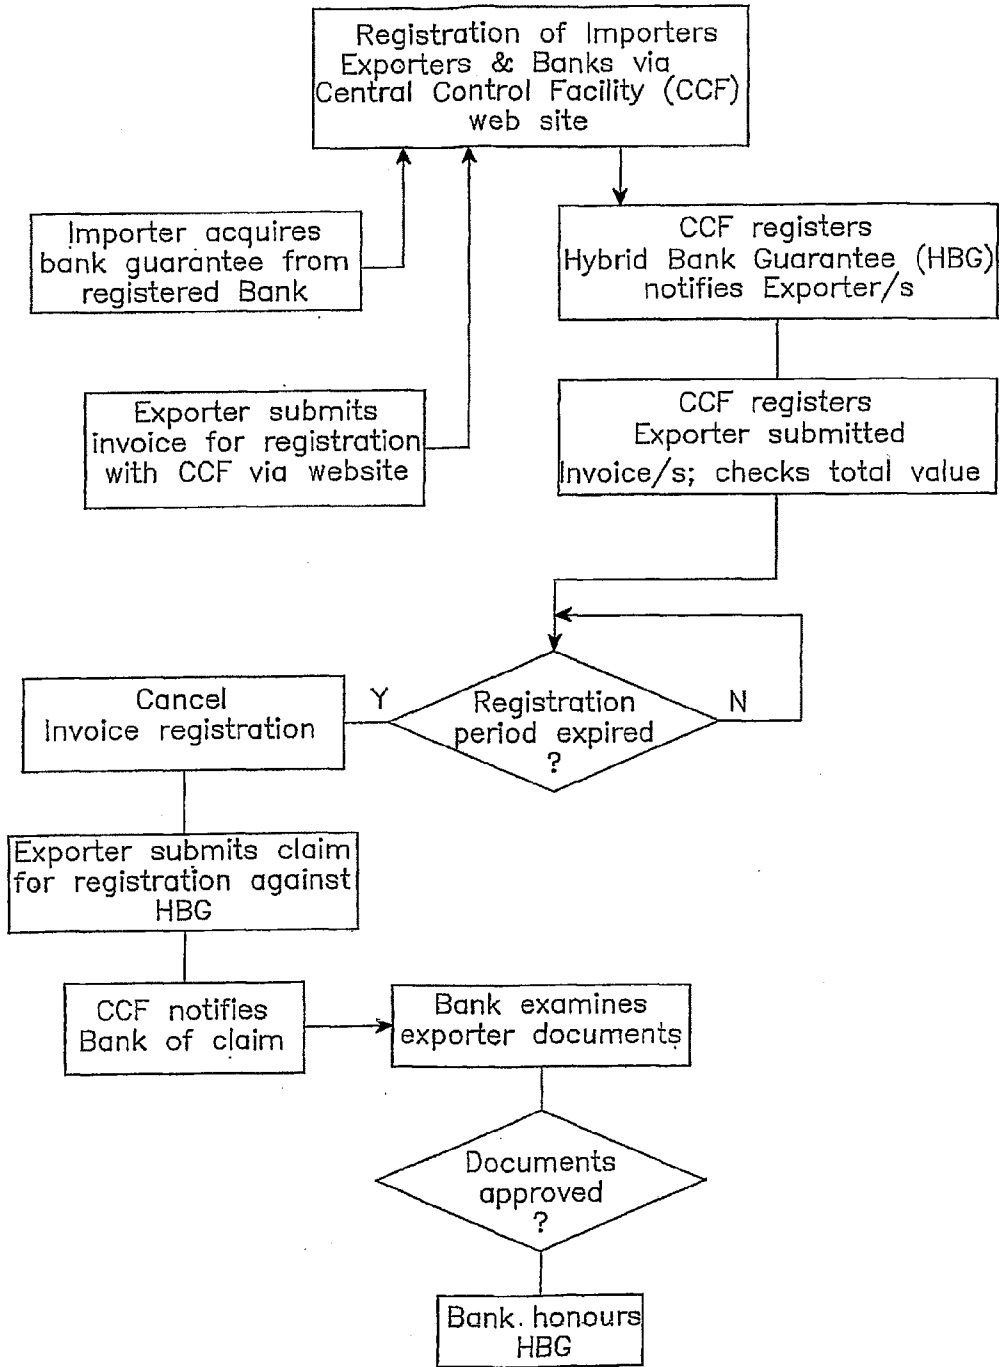 Registration of Importers
Exporters & Banks via
Central Control Facility (CCF)
web site
Importer acquires
bank guarantee from
registered Bank
CCF registers
Hybrid Bank Guarantee (HBG)
notifies Exporter/s
Exporter submits
invoice for registration
with CCF via website
CCF registers
Exporter submitted
Invoice/s; checks total value
Registration
period expired
?
Y
N
Cancel
Invoice registration
Exporter submits claim
for registration against
HBG
CCF notifies
Bank of claim
Bank examines
exporter documents
Documents
approved
?
Bank honours
HBG